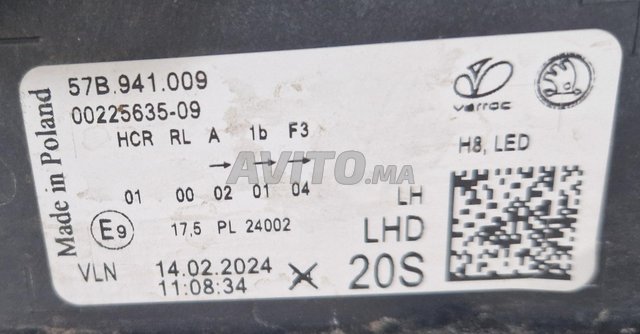 Made in Poland
57B.941.009
00225635-09
HCR RL A 1b F3
01 00 02 01 04
E9
17,5 PL 24002
VLN
14.02.2024
11:08:34
varroc
H8, LED
LH
LHD
20S
AVITO.MA